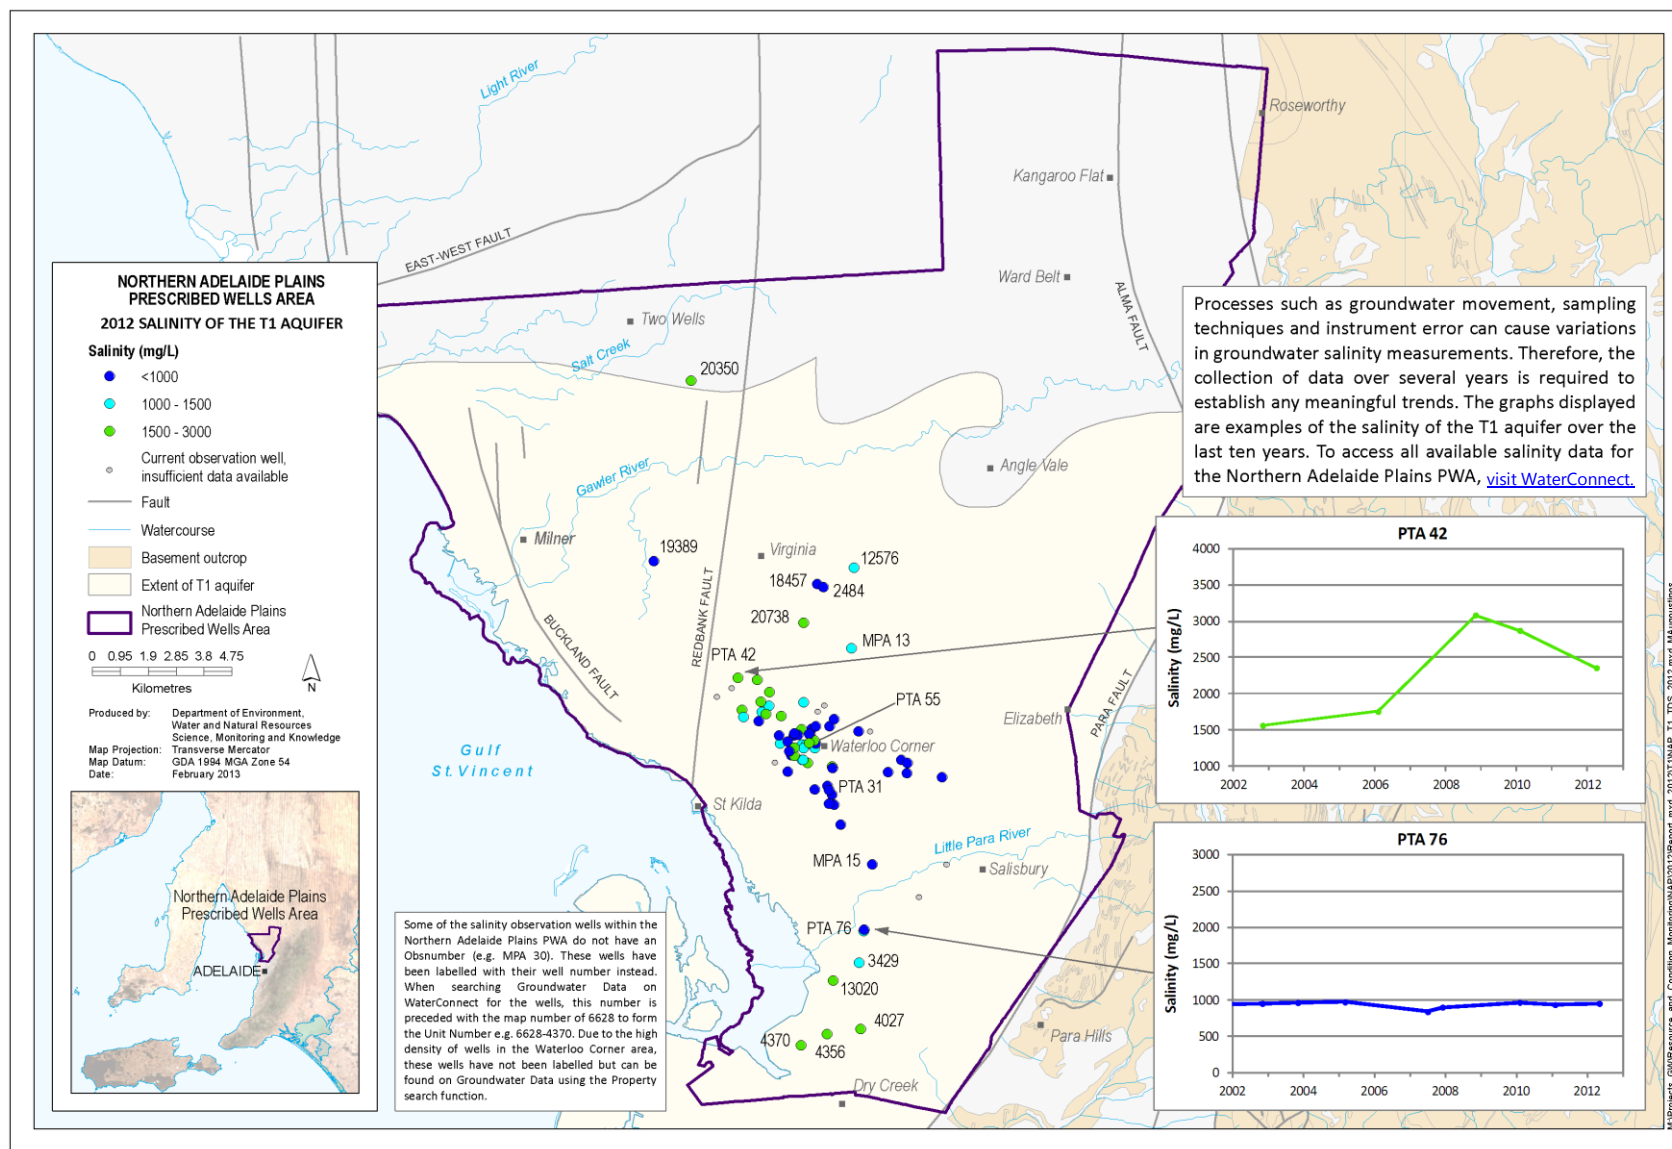 Light River
Roseworthy
Kangaroo Flat
EAST-WEST FAULT
Ward Belt
ALMA FAULT
NORTHERN ADELAIDE PLAINS
PRESCRIBED WELLS AREA
2012 SALINITY OF THE T1 AQUIFER
Salinity (mg/L)
<1000
1000 - 1500
1500 - 3000
Current observation well,
insufficient data available
Fault
Watercourse
Basement outcrop
Extent of T1 aquifer
Northern Adelaide Plains
Prescribed Wells Area
0 0.95 1.9 2.85 3.8 4.75
Kilometres
N
Produced by: Department of Environment,
Water and Natural Resources
Science, Monitoring and Knowledge
Map Projection: Transverse Mercator
Map Datum: GDA 1994 MGA Zone 54
Date: February 2013
Northern Adelaide Plains
Prescribed Wells Area
ADELAIDE
Two Wells
Salt Creek
20350
Processes such as groundwater movement, sampling
techniques and instrument error can cause variations
in groundwater salinity measurements. Therefore, the
collection of data over several years is required to
establish any meaningful trends. The graphs displayed
are examples of the salinity of the T1 aquifer over the
last ten years. To access all available salinity data for
the Northern Adelaide Plains PWA, visit WaterConnect.
Angle Vale
Gawler River
Milner
19389
Virginia
12576
18457
2484
20738
MPA 13
BUCKLAND FAULT
REDBANK FAULT
PTA 42
PTA 55
Elizabeth
PARA FAULT
Waterloo Corner
Gulf
St.Vincent
PTA 31
St Kilda
Little Para River
MPA 15
Salisbury
PTA 76
3429
13020
4027
4370
4356
Para Hills
Dry Creek
Some of the salinity observation wells within the
Northern Adelaide Plains PWA do not have an
Obsnumber (e.g. MPA 30). These wells have
been labelled with their well number instead.
When searching Groundwater Data on
WaterConnect for the wells, this number is
preceded with the map number of 6628 to form
the Unit Number e.g. 6628-4370. Due to the high
density of wells in the Waterloo Corner area,
these wells have not been labelled but can be
found on Groundwater Data using the Property
search function.
PTA 42
Salinity (mg/L)
4000
3500
3000
2500
2000
1500
1000
2002 2004 2006 2008 2010 2012
PTA 76
Salinity (mg/L)
3000
2500
2000
1500
1000
500
0
2002 2004 2006 2008 2010 2012